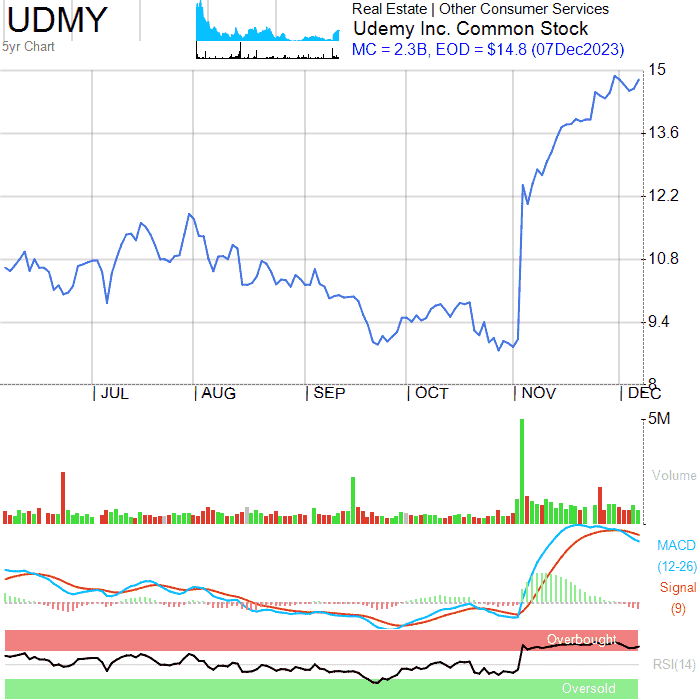 UDMY
5yr Chart
Real Estate | Other Consumer Services
Udemy Inc. Common Stock
MC = 2.3B, EOD = $14.8 (07Dec2023)
15
13.6
12.2
10.8
9.4
8
JUL AUG SEP OCT NOV DEC
5M
Volume
MACD
(12-26)
Signal
(9)
Overbought
RSI(14)
Oversold